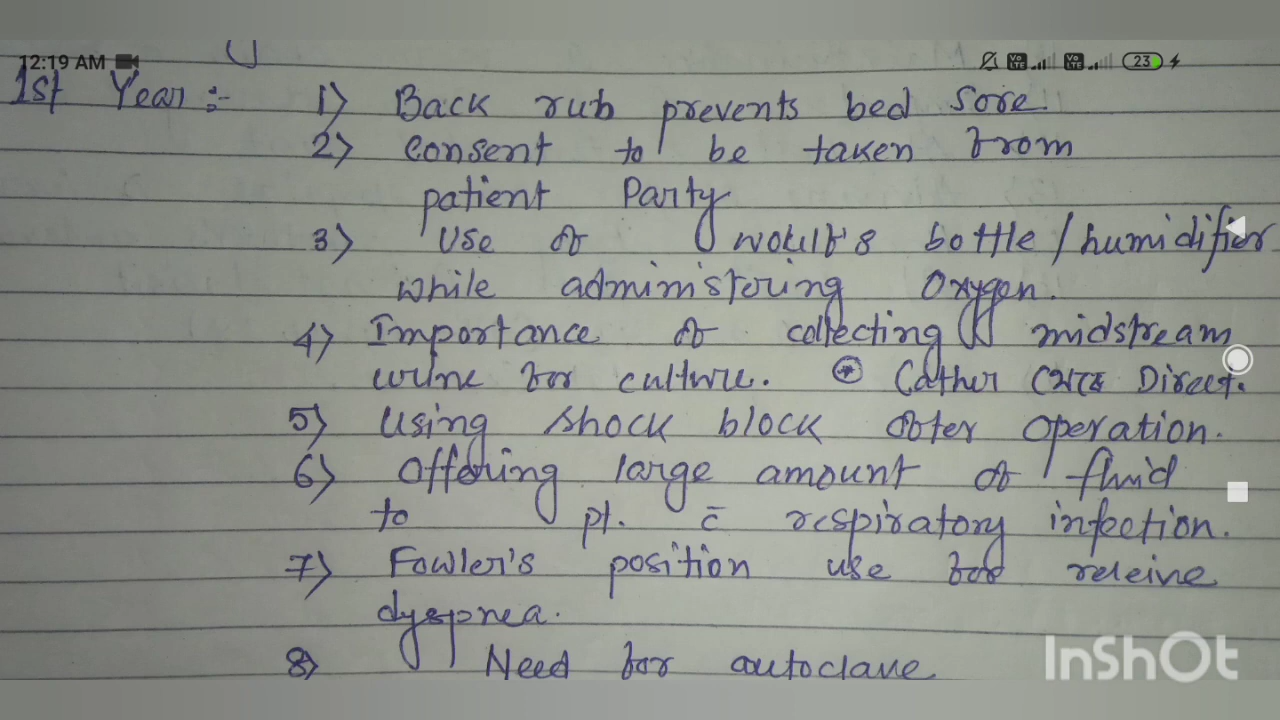 12:19 AM 23
1st Year :-
1) Back rub prevents bed sore
2) Consent to be taken from
patient Party
3) Use of woulf's bottle / humidifier
while administering Oxygen.
4) Importance of collecting midstream
urine for culture. Cather থেকে Direct.
5) Using shock block after operation.
6) Offering large amount of fluid
to pt. c̄ respiratory infection.
7) Fowler's position use for releive
dyspnea.
8) Need for autoclave
InShOt